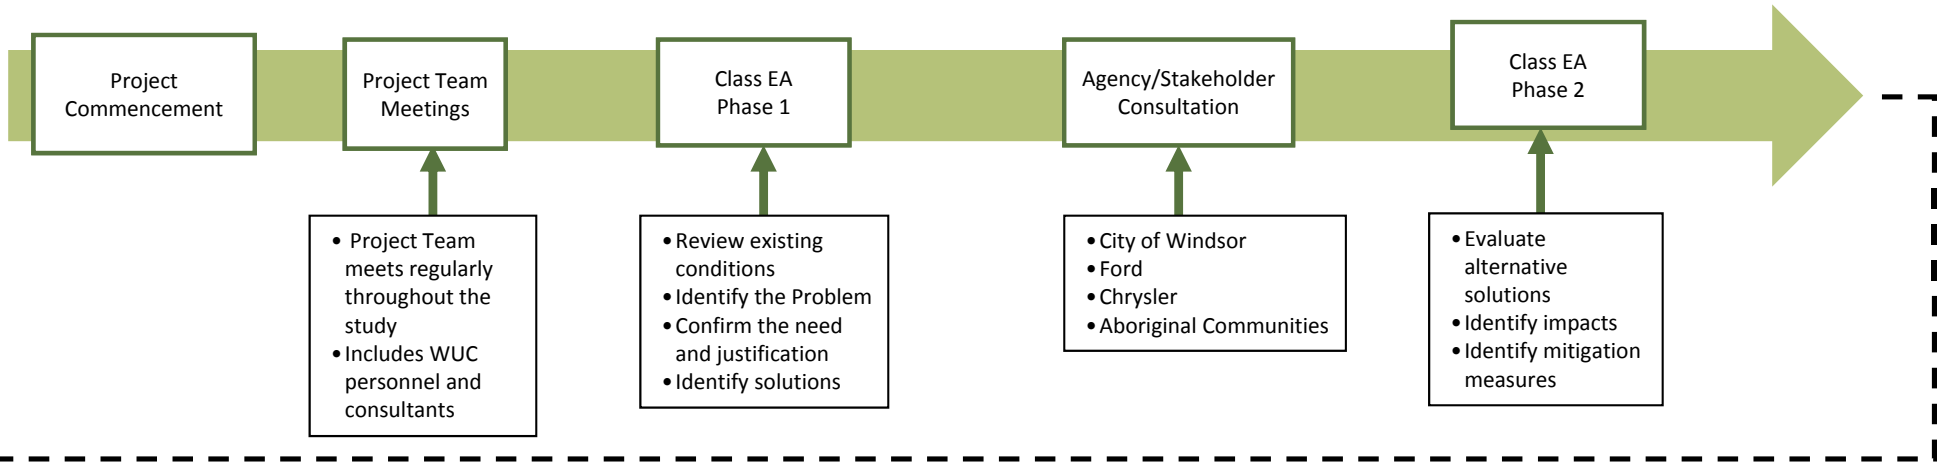 Project
Commencement
Project Team
Meetings
Class EA
Phase 1
Agency/Stakeholder
Consultation
Class EA
Phase 2
• Project Team
meets regularly
throughout the
study
• Includes WUC
personnel and
consultants
• Review existing
conditions
• Identify the Problem
• Confirm the need
and justification
• Identify solutions
• City of Windsor
• Ford
• Chrysler
• Aboriginal Communities
• Evaluate
alternative
solutions
• Identify impacts
• Identify mitigation
measures